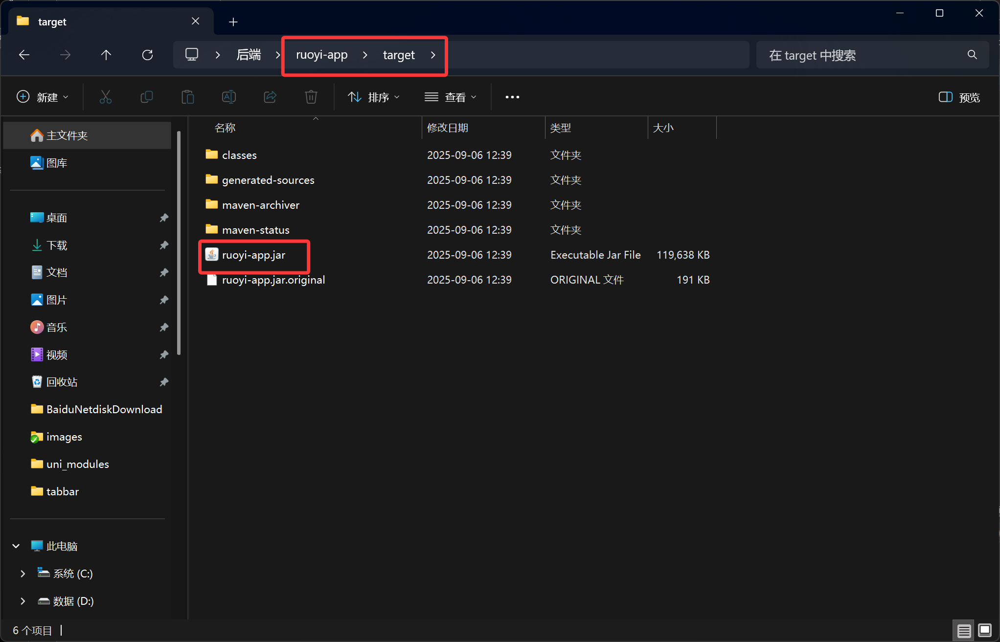 target
后端 ruoyi-app target
在 target 中搜索
新建 排序 查看 预览
主文件夹
图库
桌面
下载
文档
图片
音乐
视频
回收站
BaiduNetdiskDownload
images
uni_modules
tabbar
此电脑
系统 (C:)
数据 (D:)
名称 修改日期 类型 大小
classes 2025-09-06 12:39 文件夹
generated-sources 2025-09-06 12:39 文件夹
maven-archiver 2025-09-06 12:39 文件夹
maven-status 2025-09-06 12:39 文件夹
ruoyi-app.jar 2025-09-06 12:39 Executable Jar File 119,638 KB
ruoyi-app.jar.original 2025-09-06 12:39 ORIGINAL 文件 191 KB
6 个项目